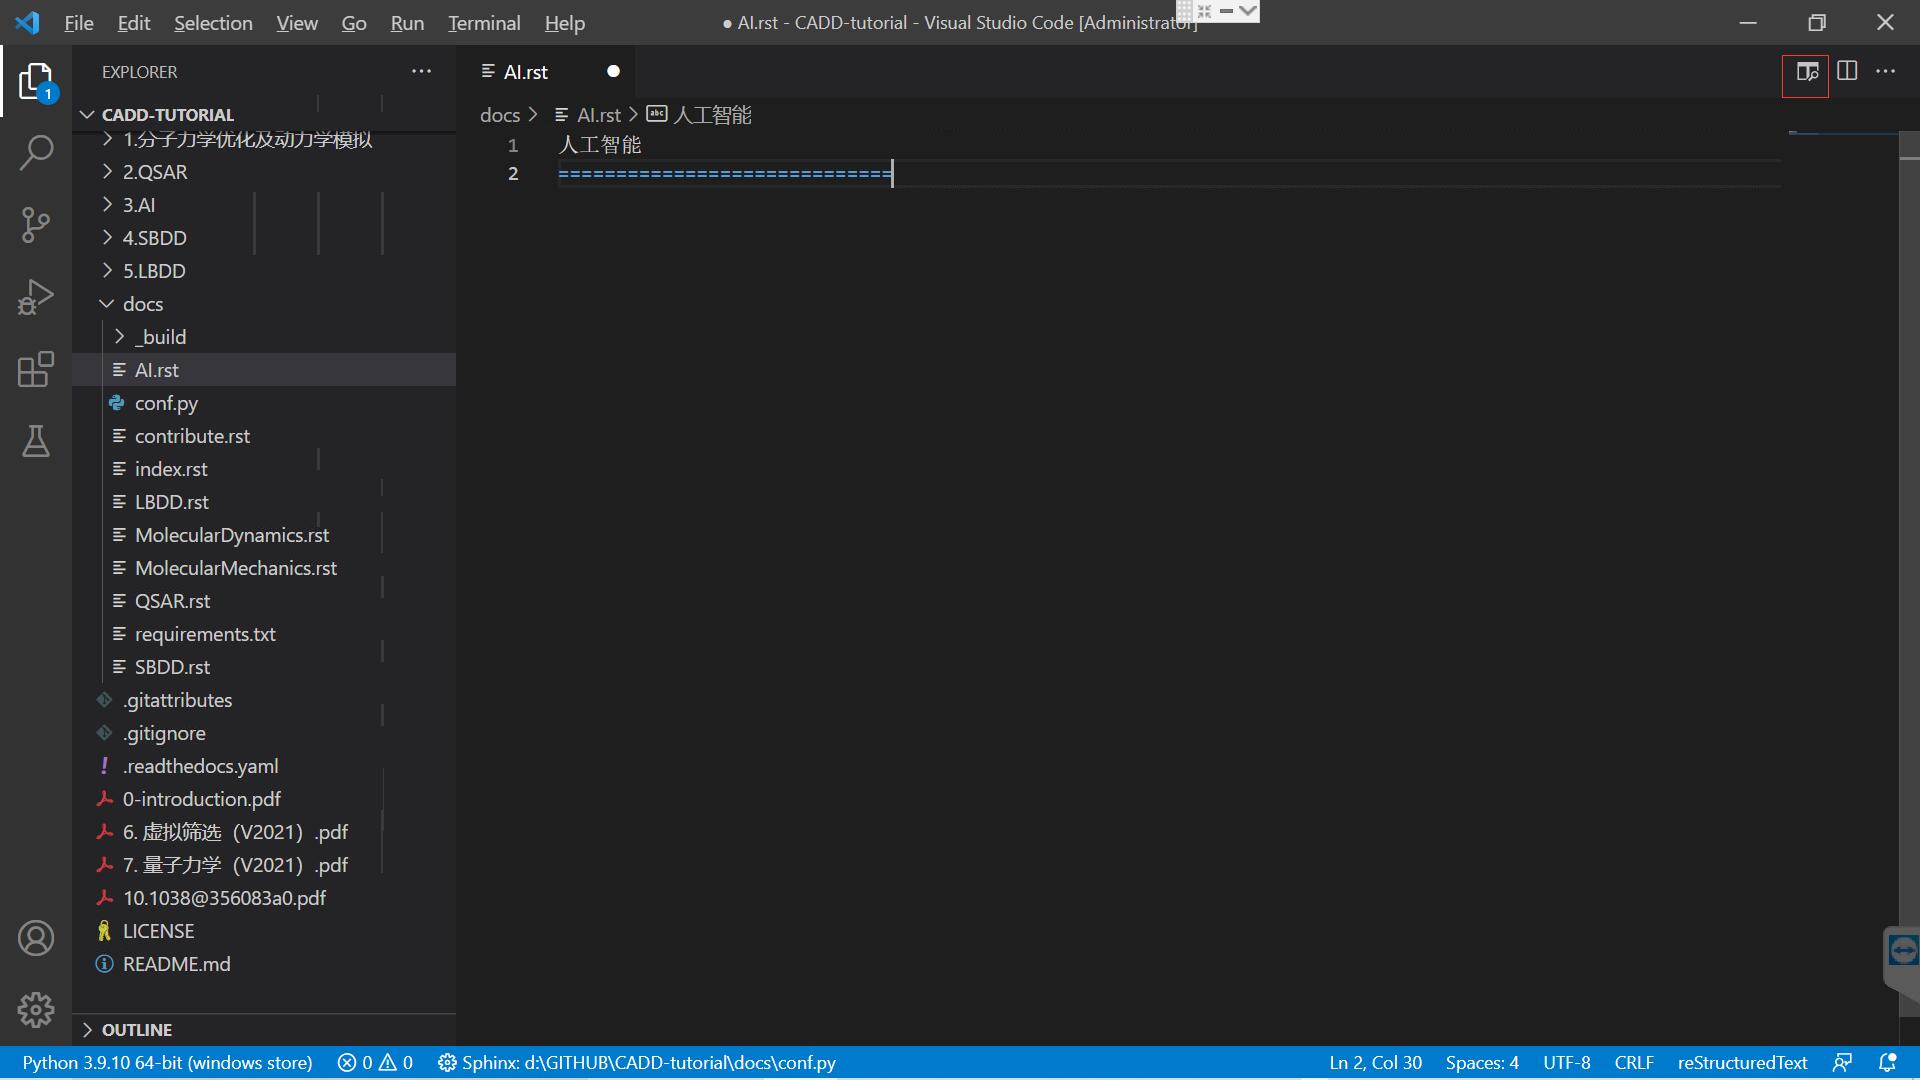 File Edit Selection View Go Run Terminal Help
● AI.rst - CADD-tutorial - Visual Studio Code [Administrator]
EXPLORER
1
CADD-TUTORIAL
1.分子力学优化及动力学模拟
2.QSAR
3.AI
4.SBDD
5.LBDD
docs
_build
AI.rst
conf.py
contribute.rst
index.rst
LBDD.rst
MolecularDynamics.rst
MolecularMechanics.rst
QSAR.rst
requirements.txt
SBDD.rst
.gitattributes
.gitignore
.readthedocs.yaml
0-introduction.pdf
6. 虚拟筛选（V2021）.pdf
7. 量子力学（V2021）.pdf
10.1038@356083a0.pdf
LICENSE
README.md
OUTLINE
AI.rst
docs > AI.rst > 人工智能
1 人工智能
2 =============================
Python 3.9.10 64-bit (windows store) 0 0 Sphinx: d:\GITHUB\CADD-tutorial\docs\conf.py Ln 2, Col 30 Spaces: 4 UTF-8 CRLF reStructuredText